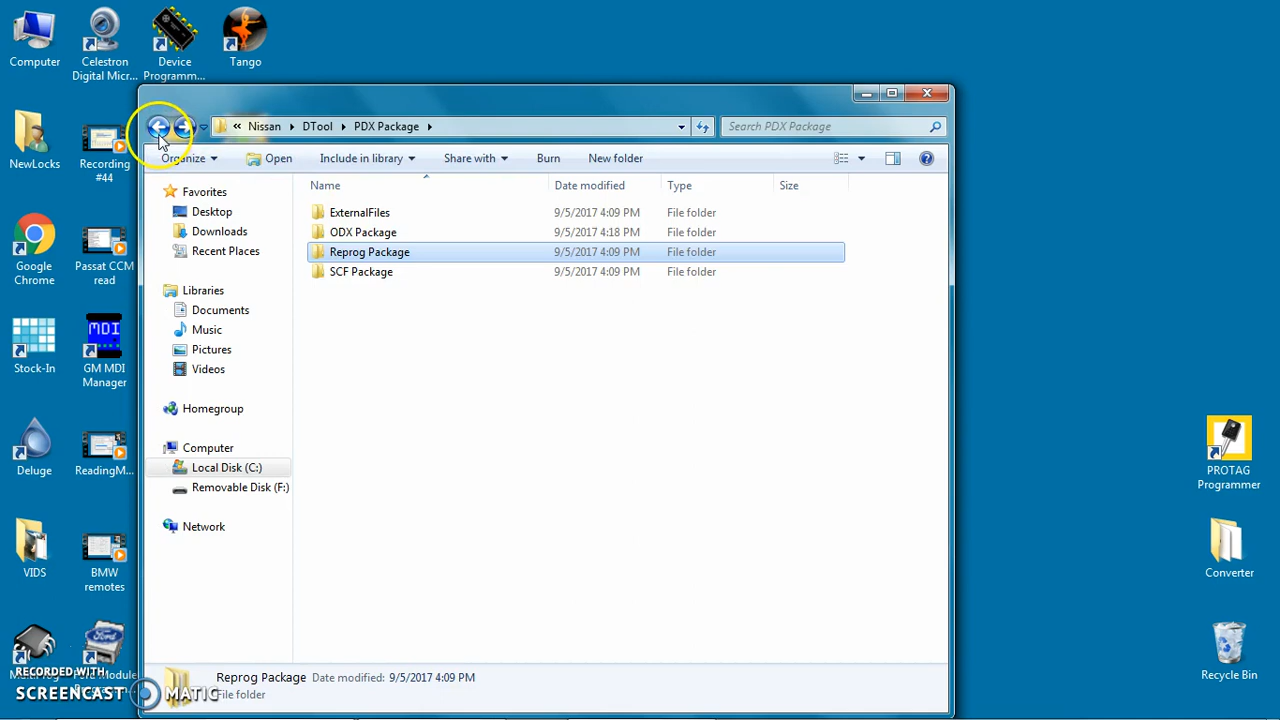 Computer
Celestron
Digital Micr...
Device
Programm...
Tango
NewLocks
Recording
#44
Google
Chrome
Passat CCM
read
Stock-In
MDI
GM MDI
Manager
Deluge
ReadingM...
VIDS
BMW
remotes
Ford
PROTAG
Programmer
Converter
Recycle Bin
« Nissan DTool PDX Package
Search PDX Package
Organize Open Include in library Share with Burn New folder
Name Date modified Type Size
Favorites
Desktop
Downloads
Recent Places
Libraries
Documents
Music
Pictures
Videos
Homegroup
Computer
Local Disk (C:)
Removable Disk (F:)
Network
ExternalFiles 9/5/2017 4:09 PM File folder
ODX Package 9/5/2017 4:18 PM File folder
Reprog Package 9/5/2017 4:09 PM File folder
SCF Package 9/5/2017 4:09 PM File folder
Reprog Package Date modified: 9/5/2017 4:09 PM
File folder
RECORDED WITH
SCREENCAST MATIC